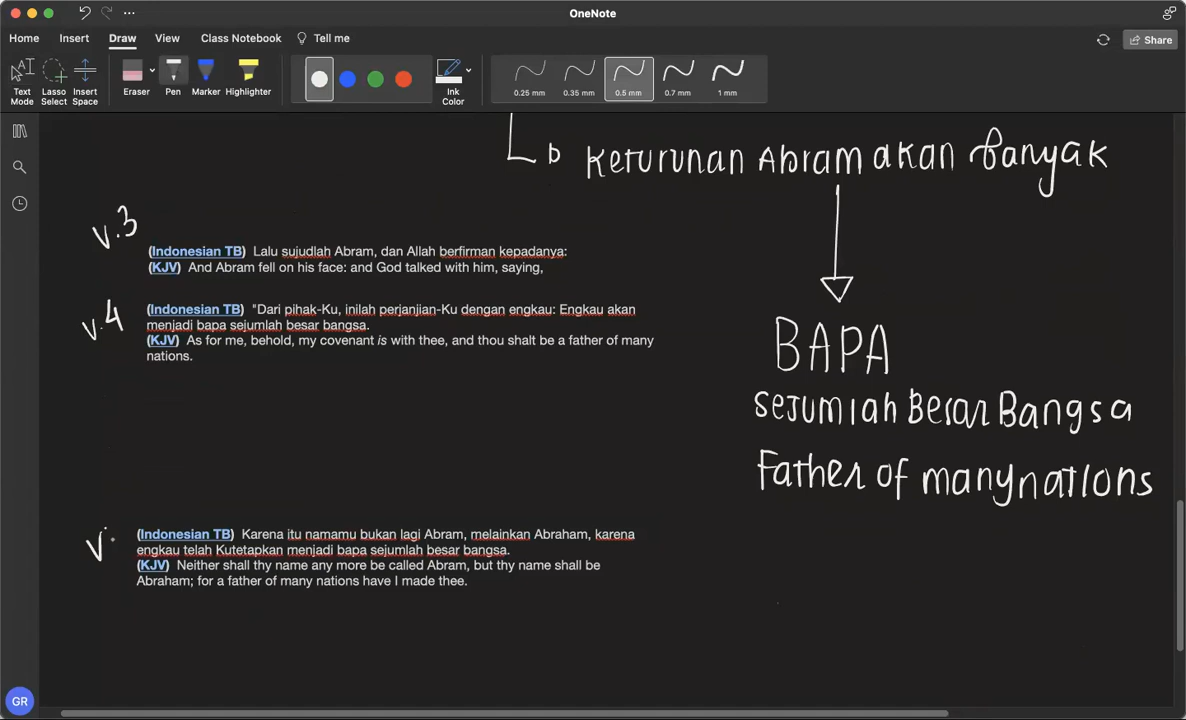 OneNote
Home Insert Draw View Class Notebook Tell me
Share
Text Mode
Lasso Select
Insert Space
Eraser
Pen
Marker
Highlighter
Ink Color
0.25 mm 0.35 mm 0.5 mm 0.7 mm 1 mm
Keturunan Abram akan banyak
v.3
(Indonesian TB) Lalu sujudlah Abram, dan Allah berfirman kepadanya:
(KJV) And Abram fell on his face: and God talked with him, saying,
v.4
(Indonesian TB) "Dari pihak-Ku, inilah perjanjian-Ku dengan engkau: Engkau akan
menjadi bapa sejumlah besar bangsa.
(KJV) As for me, behold, my covenant is with thee, and thou shalt be a father of many
nations.
BAPA
Sejumlah Besar Bangsa
Father of many nations
v
(Indonesian TB) Karena itu namamu bukan lagi Abram, melainkan Abraham, karena
engkau telah Kutetapkan menjadi bapa sejumlah besar bangsa.
(KJV) Neither shall thy name any more be called Abram, but thy name shall be
Abraham; for a father of many nations have I made thee.
GR